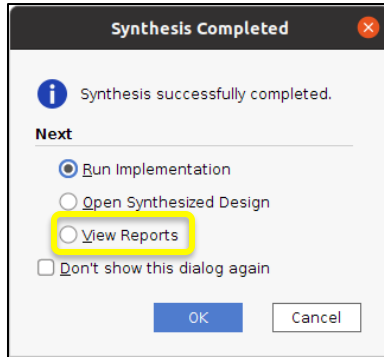 Synthesis Completed
Synthesis successfully completed.
Next
Run Implementation
Open Synthesized Design
View Reports
Don't show this dialog again
OK
Cancel